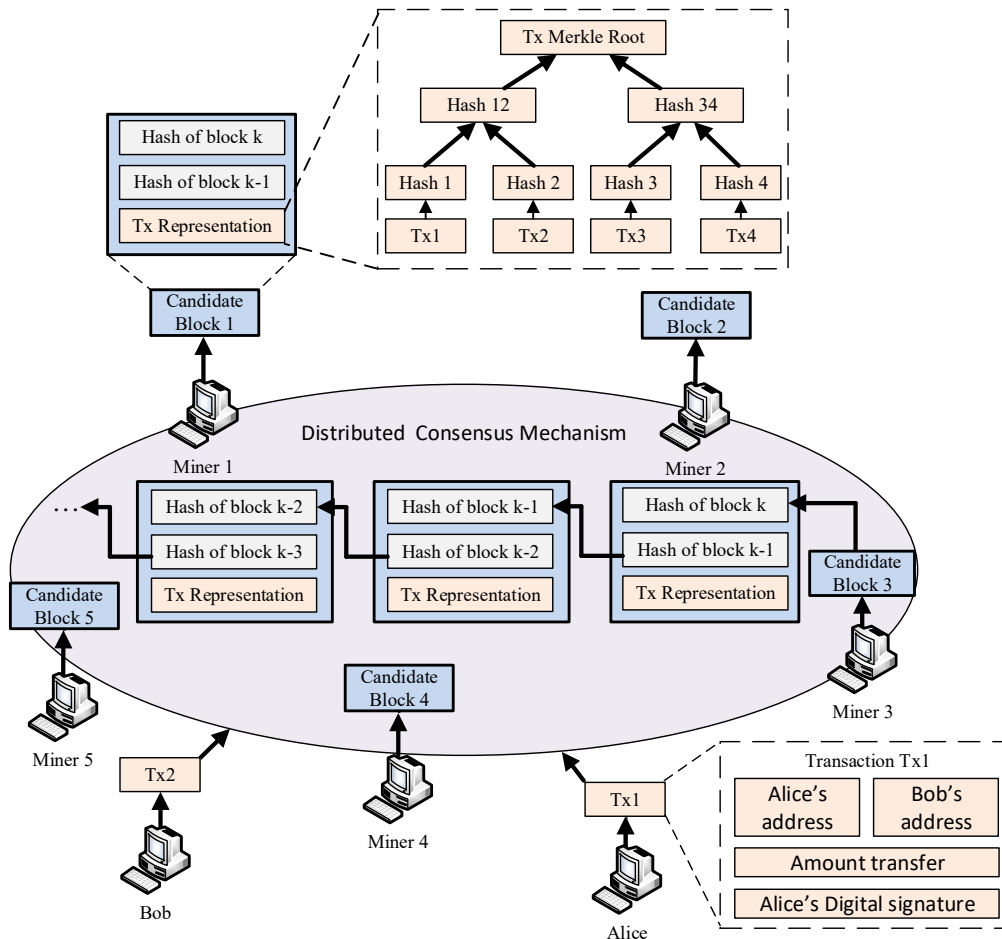 Tx Merkle Root
Hash 12
Hash 34
Hash 1
Hash 2
Hash 3
Hash 4
Tx1
Tx2
Tx3
Tx4
Hash of block k
Hash of block k-1
Tx Representation
Candidate
Block 1
Candidate
Block 2
Distributed Consensus Mechanism
Miner 1
Miner 2
...
Hash of block k-2
Hash of block k-3
Tx Representation
Hash of block k-1
Hash of block k-2
Tx Representation
Hash of block k
Hash of block k-1
Tx Representation
Candidate
Block 3
Candidate
Block 5
Candidate
Block 4
Miner 3
Miner 5
Miner 4
Tx2
Bob
Tx1
Alice
Transaction Tx1
Alice's
address
Bob's
address
Amount transfer
Alice's Digital signature